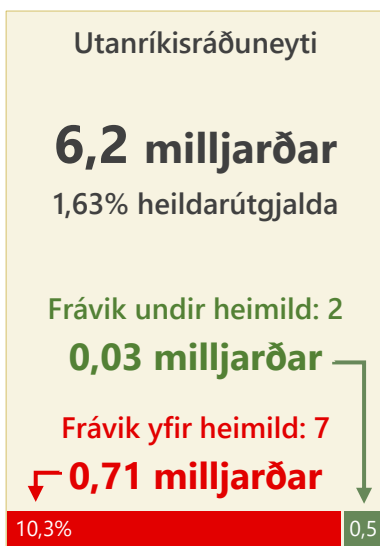 Utanríkisráðuneyti
6,2 milljarðar
1,63% heildarútgjalda
Frávik undir heimild: 2
0,03 milljarðar
Frávik yfir heimild: 7
0,71 milljarðar
10,3% 0,5